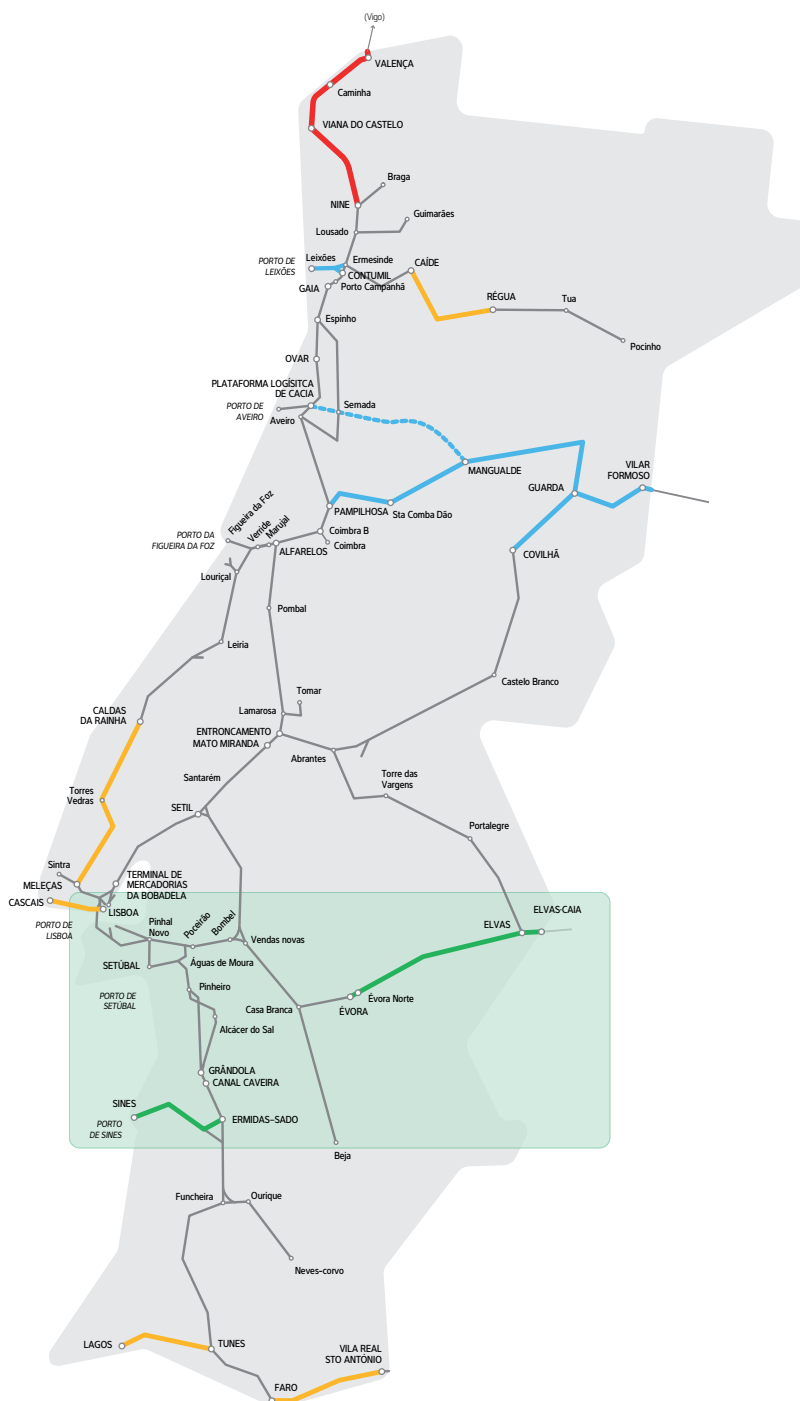 (Vigo)
VALENÇA
Caminha
VIANA DO CASTELO
Braga
NINE
Guimarães
Lousado
PORTO DE
LEIXÕES
Leixões
Ermesinde
CAÍDE
CONTUMIL
GAIA
Porto Campanhã
RÉGUA
Tua
Espinho
Pocinho
OVAR
PLATAFORMA LOGÍSITCA
DE CACIA
PORTO DE
AVEIRO
Sernada
Aveiro
MANGUALDE
VILAR
FORMOSO
GUARDA
PAMPILHOSA
Sta Comba Dão
Figueira da Foz
Verride
Marujal
PORTO DA
FIGUEIRA DA FOZ
Coimbra B
Coimbra
ALFARELOS
COVILHÃ
Louriçal
Pombal
Leiria
Castelo Branco
Tomar
CALDAS
DA RAINHA
Lamarosa
ENTRONCAMENTO
MATO MIRANDA
Abrantes
Santarém
Torre das
Vargens
Torres
Vedras
SETIL
Portalegre
Sintra
MELEÇAS
TERMINAL DE
MERCADORIAS
DA BOBADELA
CASCAIS
LISBOA
ELVAS-CAIA
ELVAS
PORTO DE
LISBOA
Pinhal
Novo
Poceirão
Bombel
Vendas novas
SETÚBAL
Águas de Moura
PORTO DE
SETÚBAL
Pinheiro
Évora Norte
ÉVORA
Casa Branca
Alcácer do Sal
GRÂNDOLA
CANAL CAVEIRA
SINES
PORTO
DE SINES
ERMIDAS-SADO
Beja
Funcheira
Ourique
Neves-corvo
LAGOS
TUNES
VILA REAL
STO ANTÓNIO
FARO